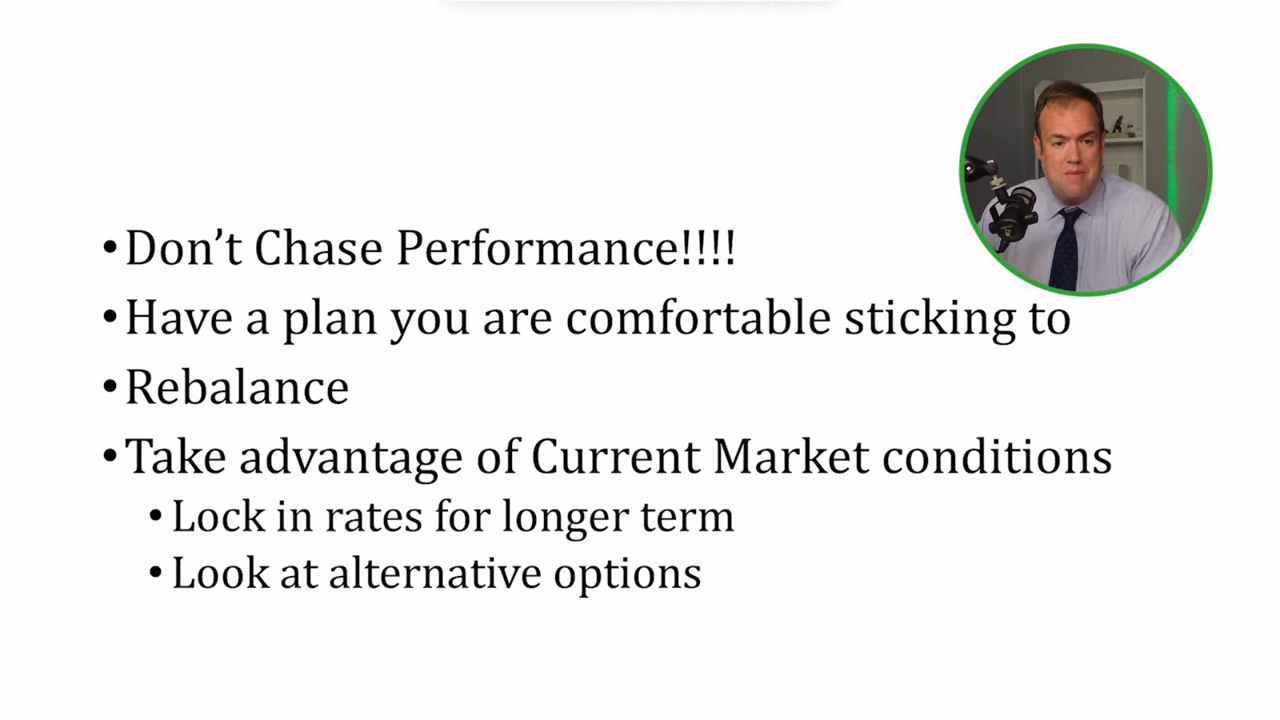 •Don’t Chase Performance!!!!
•Have a plan you are comfortable sticking to
•Rebalance
•Take advantage of Current Market conditions
•Lock in rates for longer term
•Look at alternative options